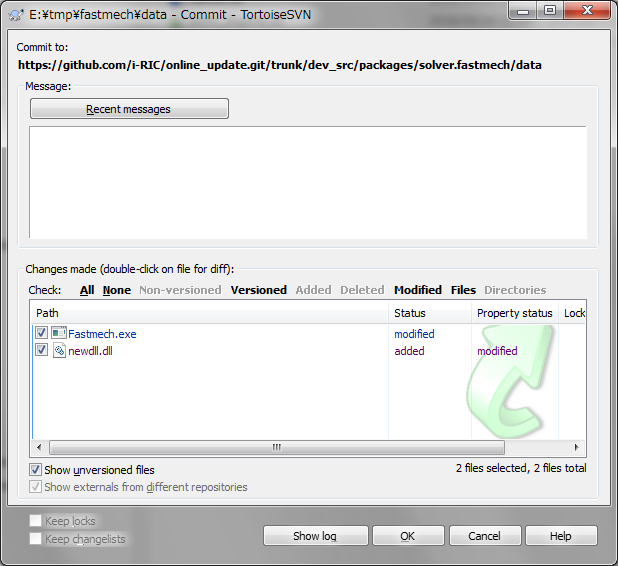 E:¥tmp¥fastmech¥data - Commit - TortoiseSVN
Commit to:
https://github.com/i-RIC/online_update.git/trunk/dev_src/packages/solver.fastmech/data
Message:
Recent messages
Changes made (double-click on file for diff):
Check: All None Non-versioned Versioned Added Deleted Modified Files Directories
Path Status Property status Lock
Fastmech.exe modified
newdll.dll added modified
Show unversioned files 2 files selected, 2 files total
Show externals from different repositories
Keep locks
Keep changelists
Show log OK Cancel Help